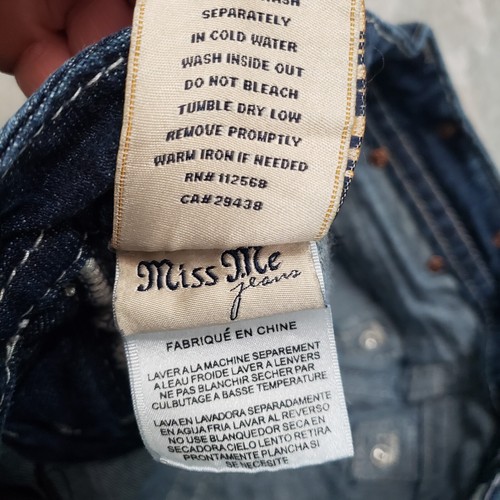 WASH
SEPARATELY
IN COLD WATER
WASH INSIDE OUT
DO NOT BLEACH
TUMBLE DRY LOW
REMOVE PROMPTLY
WARM IRON IF NEEDED
RN# 112568
CA# 29438
Miss Me
jeans
FABRIQUÉ EN CHINE
LAVER A LA MACHINE SEPAREMENT
A LEAU FROIDE LAVER A L'ENVERS
NE PAS BLANCHIR SÉCHER PAR
CULBUTAGE A BASSE TEMPERATURE
LAVA EN LAVADORA SEPARADAMENTE
EN AGUA FRIA LAVAR AL REVERSO
NO USE BLANQUEDOR SECA EN
SECADORA CIELO LENTO RETIRA
PRONTAMENTE PLANCHA SI
SE NECESITE